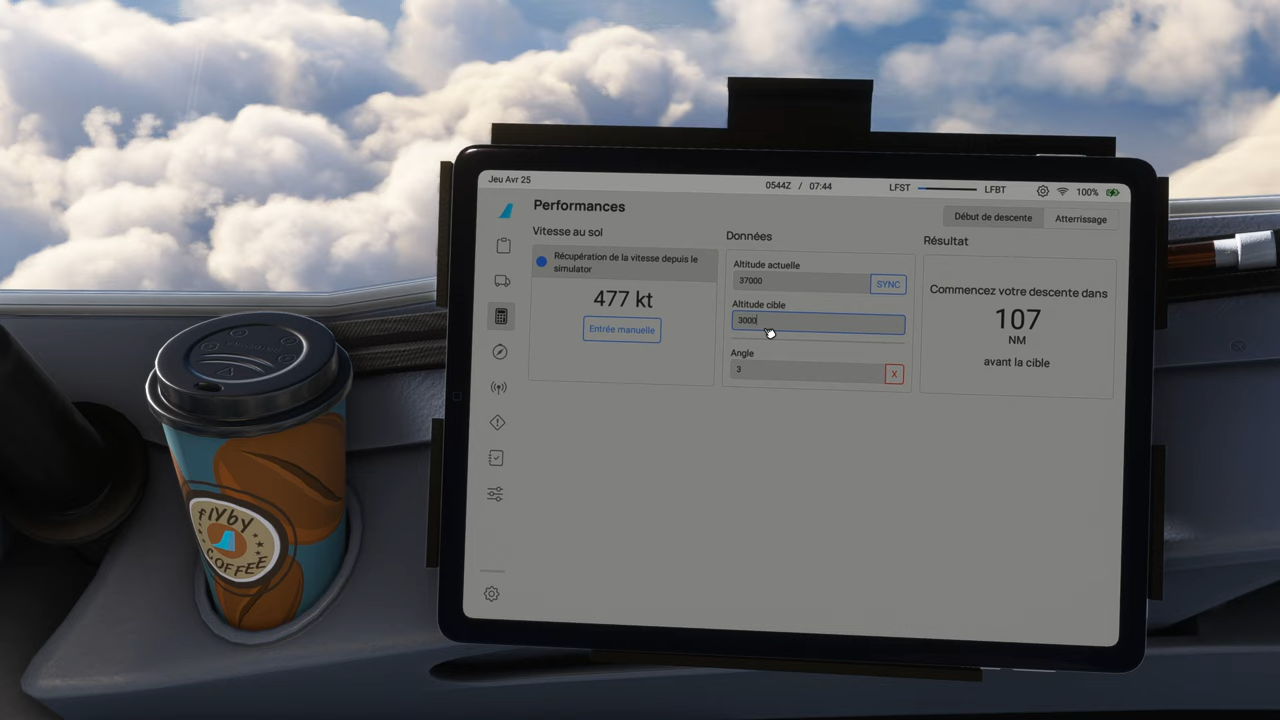 Jeu Avr 25
0544Z / 07:44
LFST
LFBT
100%
Performances
Début de descente
Atterrissage
Vitesse au sol
Récupération de la vitesse depuis le
simulator
477 kt
Entrée manuelle
Données
Altitude actuelle
37000
SYNC
Altitude cible
3000
Angle
3
X
Résultat
Commencez votre descente dans
107
NM
avant la cible
flyby
COFFEE